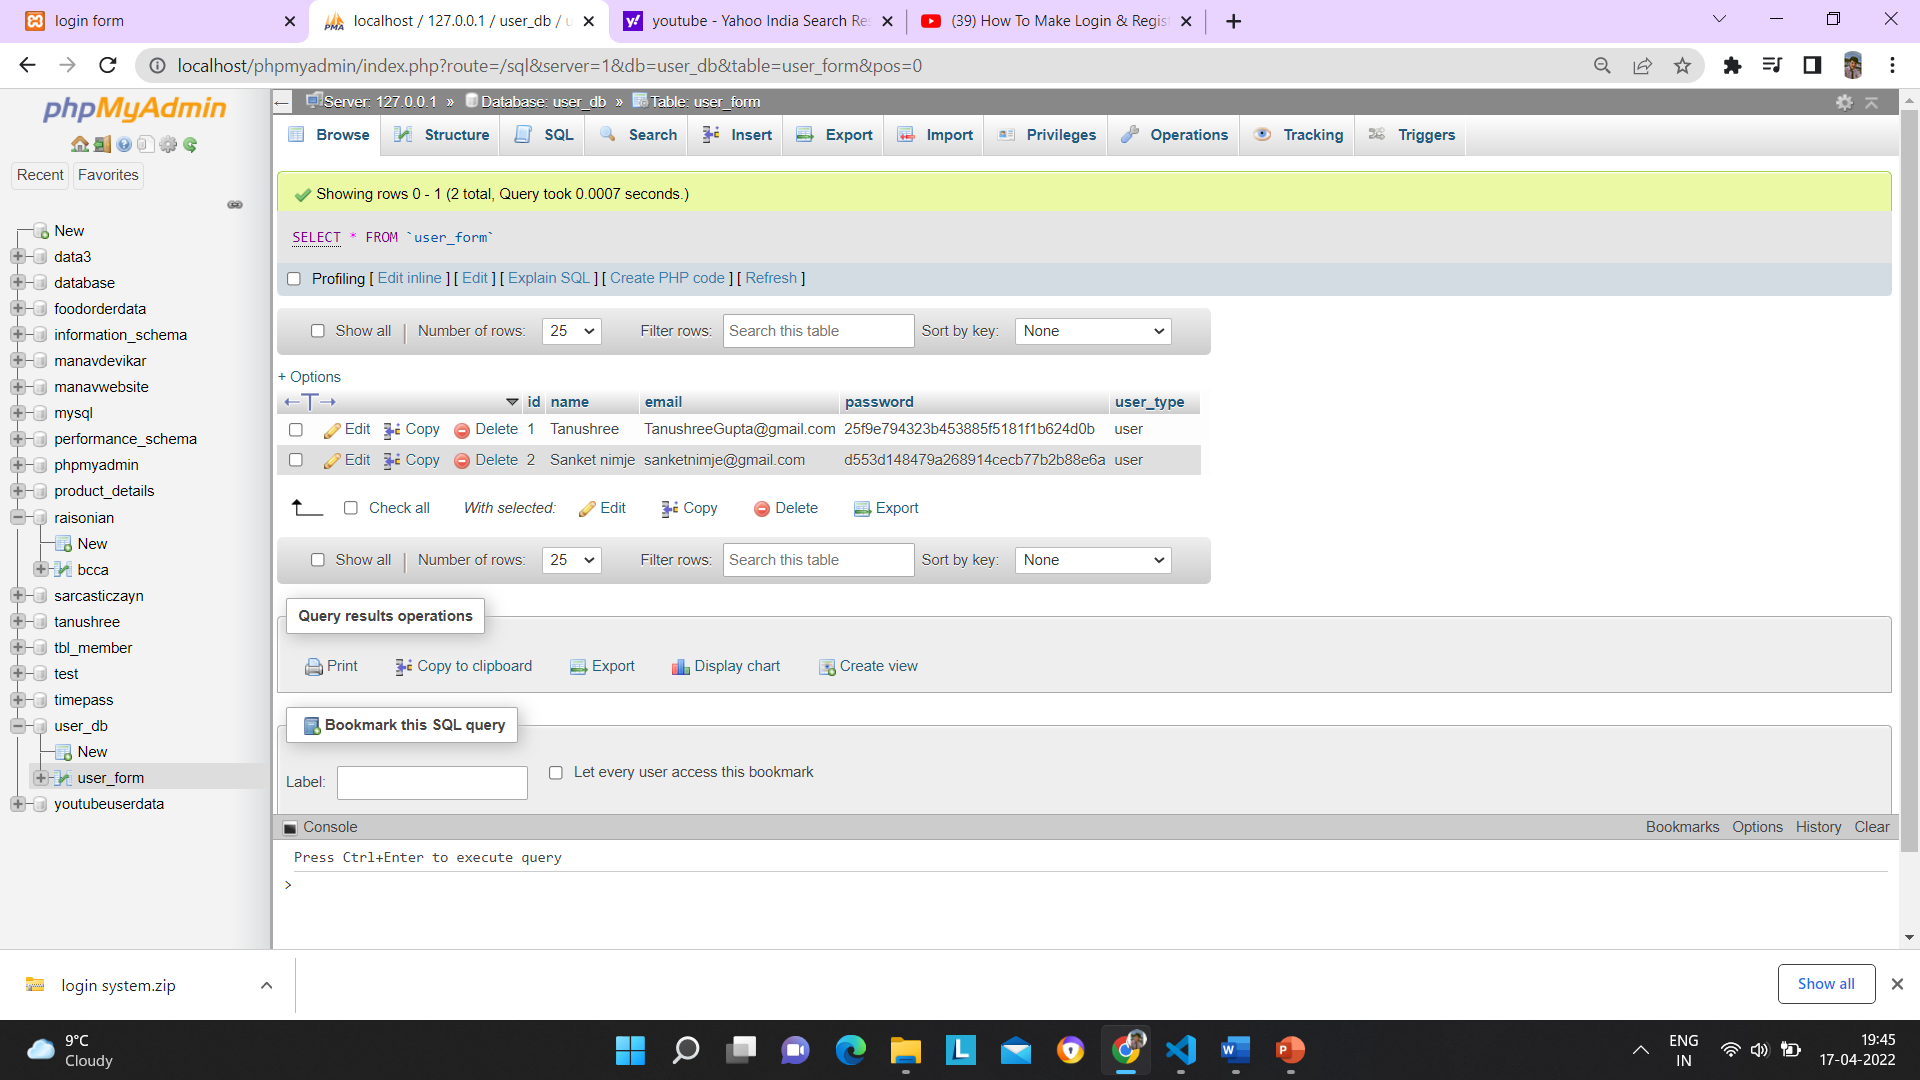 login form
localhost / 127.0.0.1 / user_db / u
youtube - Yahoo India Search Res
(39) How To Make Login & Regist
localhost/phpmyadmin/index.php?route=/sql&server=1&db=user_db&table=user_form&pos=0
phpMyAdmin
Recent Favorites
New
data3
database
foodorderdata
information_schema
manavdevikar
manavwebsite
mysql
performance_schema
phpmyadmin
product_details
raisonian
New
bcca
sarcasticzayn
tanushree
tbl_member
test
timepass
user_db
New
user_form
youtubeuserdata
Server: 127.0.0.1 » Database: user_db » Table: user_form
Browse Structure SQL Search Insert Export Import Privileges Operations Tracking Triggers
Showing rows 0 - 1 (2 total, Query took 0.0007 seconds.)
SELECT * FROM `user_form`
Profiling [ Edit inline ] [ Edit ] [ Explain SQL ] [ Create PHP code ] [ Refresh ]
Show all | Number of rows: 25 Filter rows: Search this table Sort by key: None
+ Options
id name email password user_type
Edit Copy Delete 1 Tanushree TanushreeGupta@gmail.com 25f9e794323b453885f5181f1b624d0b user
Edit Copy Delete 2 Sanket nimje sanketnimje@gmail.com d553d148479a268914cecb77b2b88e6a user
Check all With selected: Edit Copy Delete Export
Show all | Number of rows: 25 Filter rows: Search this table Sort by key: None
Query results operations
Print Copy to clipboard Export Display chart Create view
Bookmark this SQL query
Label: Let every user access this bookmark
Console Bookmarks Options History Clear
Press Ctrl+Enter to execute query
>
login system.zip Show all
9°C
Cloudy
ENG
IN
19:45
17-04-2022